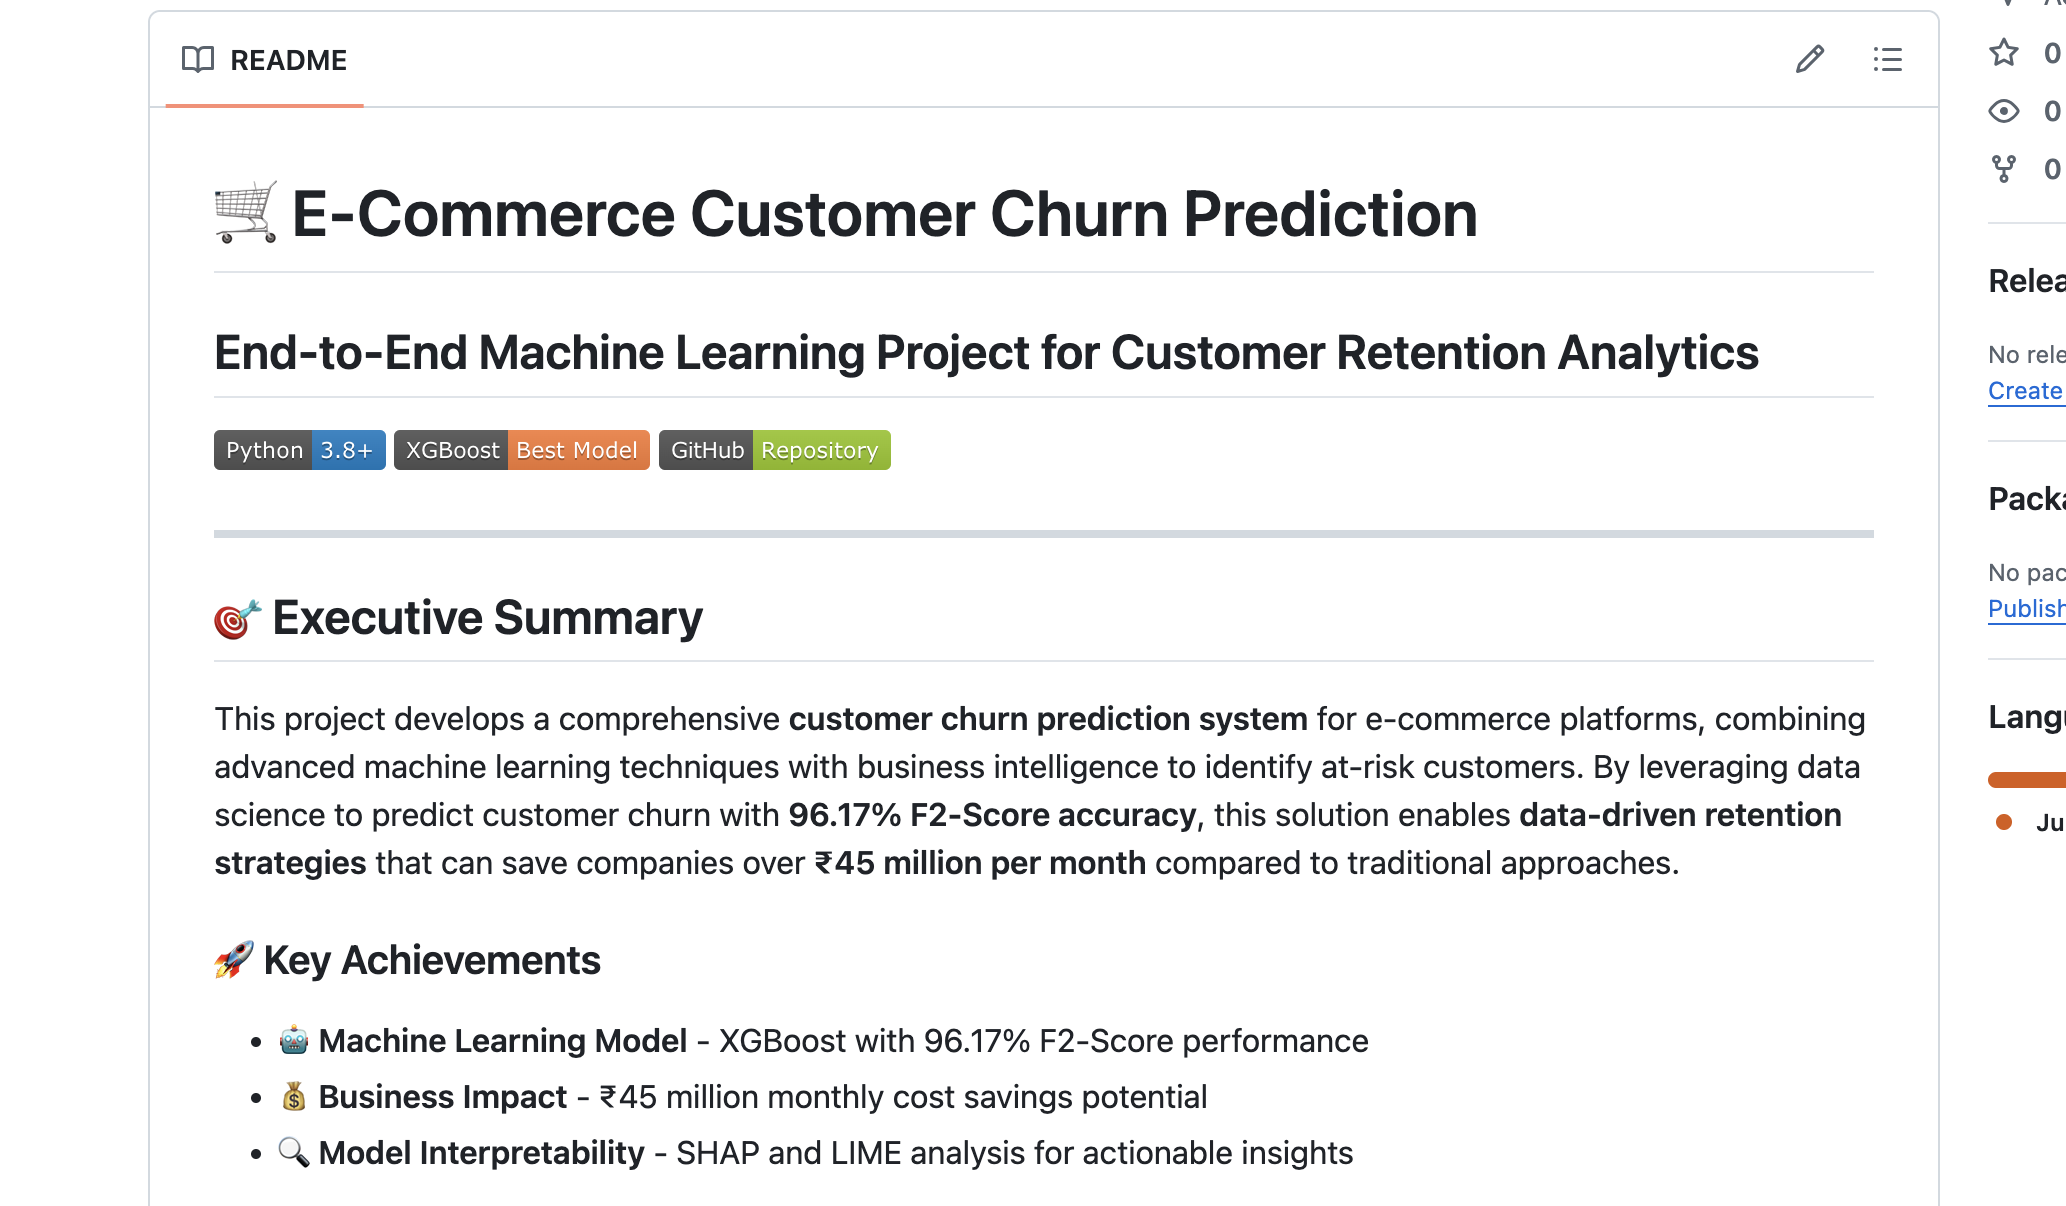 README
0
0
0
E-Commerce Customer Churn Prediction
End-to-End Machine Learning Project for Customer Retention Analytics
Python 3.8+ XGBoost Best Model GitHub Repository
Executive Summary
This project develops a comprehensive customer churn prediction system for e-commerce platforms, combining
advanced machine learning techniques with business intelligence to identify at-risk customers. By leveraging data
science to predict customer churn with 96.17% F2-Score accuracy, this solution enables data-driven retention
strategies that can save companies over ₹45 million per month compared to traditional approaches.
🚀 Key Achievements
• 🤖 Machine Learning Model - XGBoost with 96.17% F2-Score performance
• 💰 Business Impact - ₹45 million monthly cost savings potential
• 🔍 Model Interpretability - SHAP and LIME analysis for actionable insights
Relea
No rele
Create
Packa
No pac
Publish
Langu
Ju